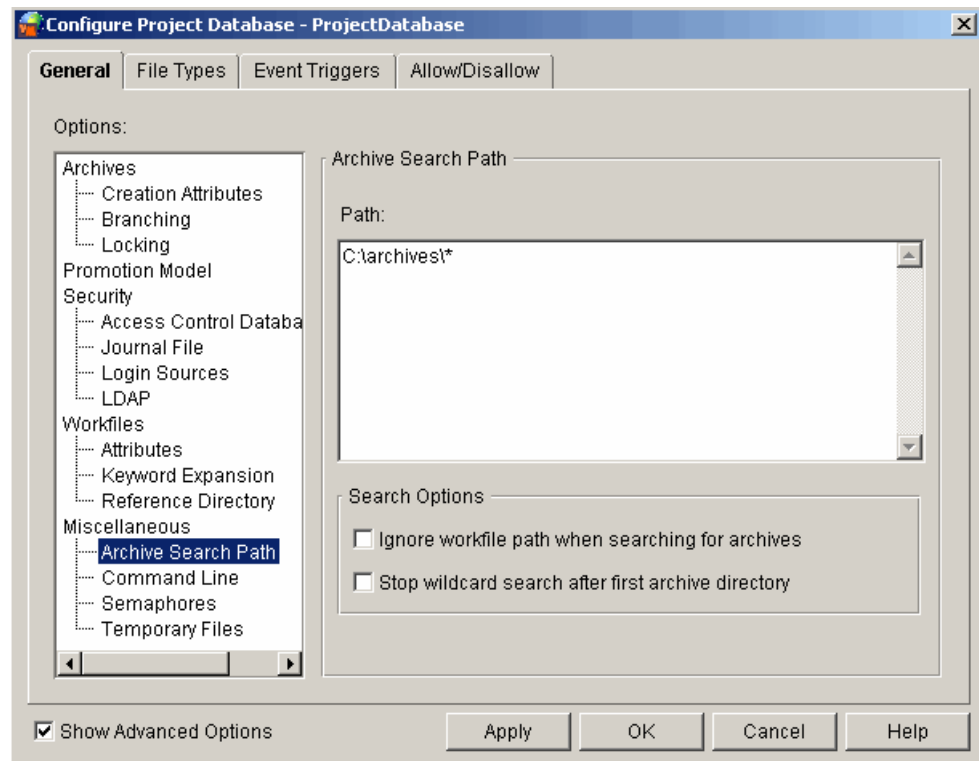 Configure Project Database - ProjectDatabase
General
File Types
Event Triggers
Allow/Disallow
Options:
Archives
Creation Attributes
Branching
Locking
Promotion Model
Security
Access Control Databa
Journal File
Login Sources
LDAP
Workfiles
Attributes
Keyword Expansion
Reference Directory
Miscellaneous
Archive Search Path
Command Line
Semaphores
Temporary Files
Archive Search Path
Path:
C:\archives\*
Search Options
Ignore workfile path when searching for archives
Stop wildcard search after first archive directory
Show Advanced Options
Apply
OK
Cancel
Help